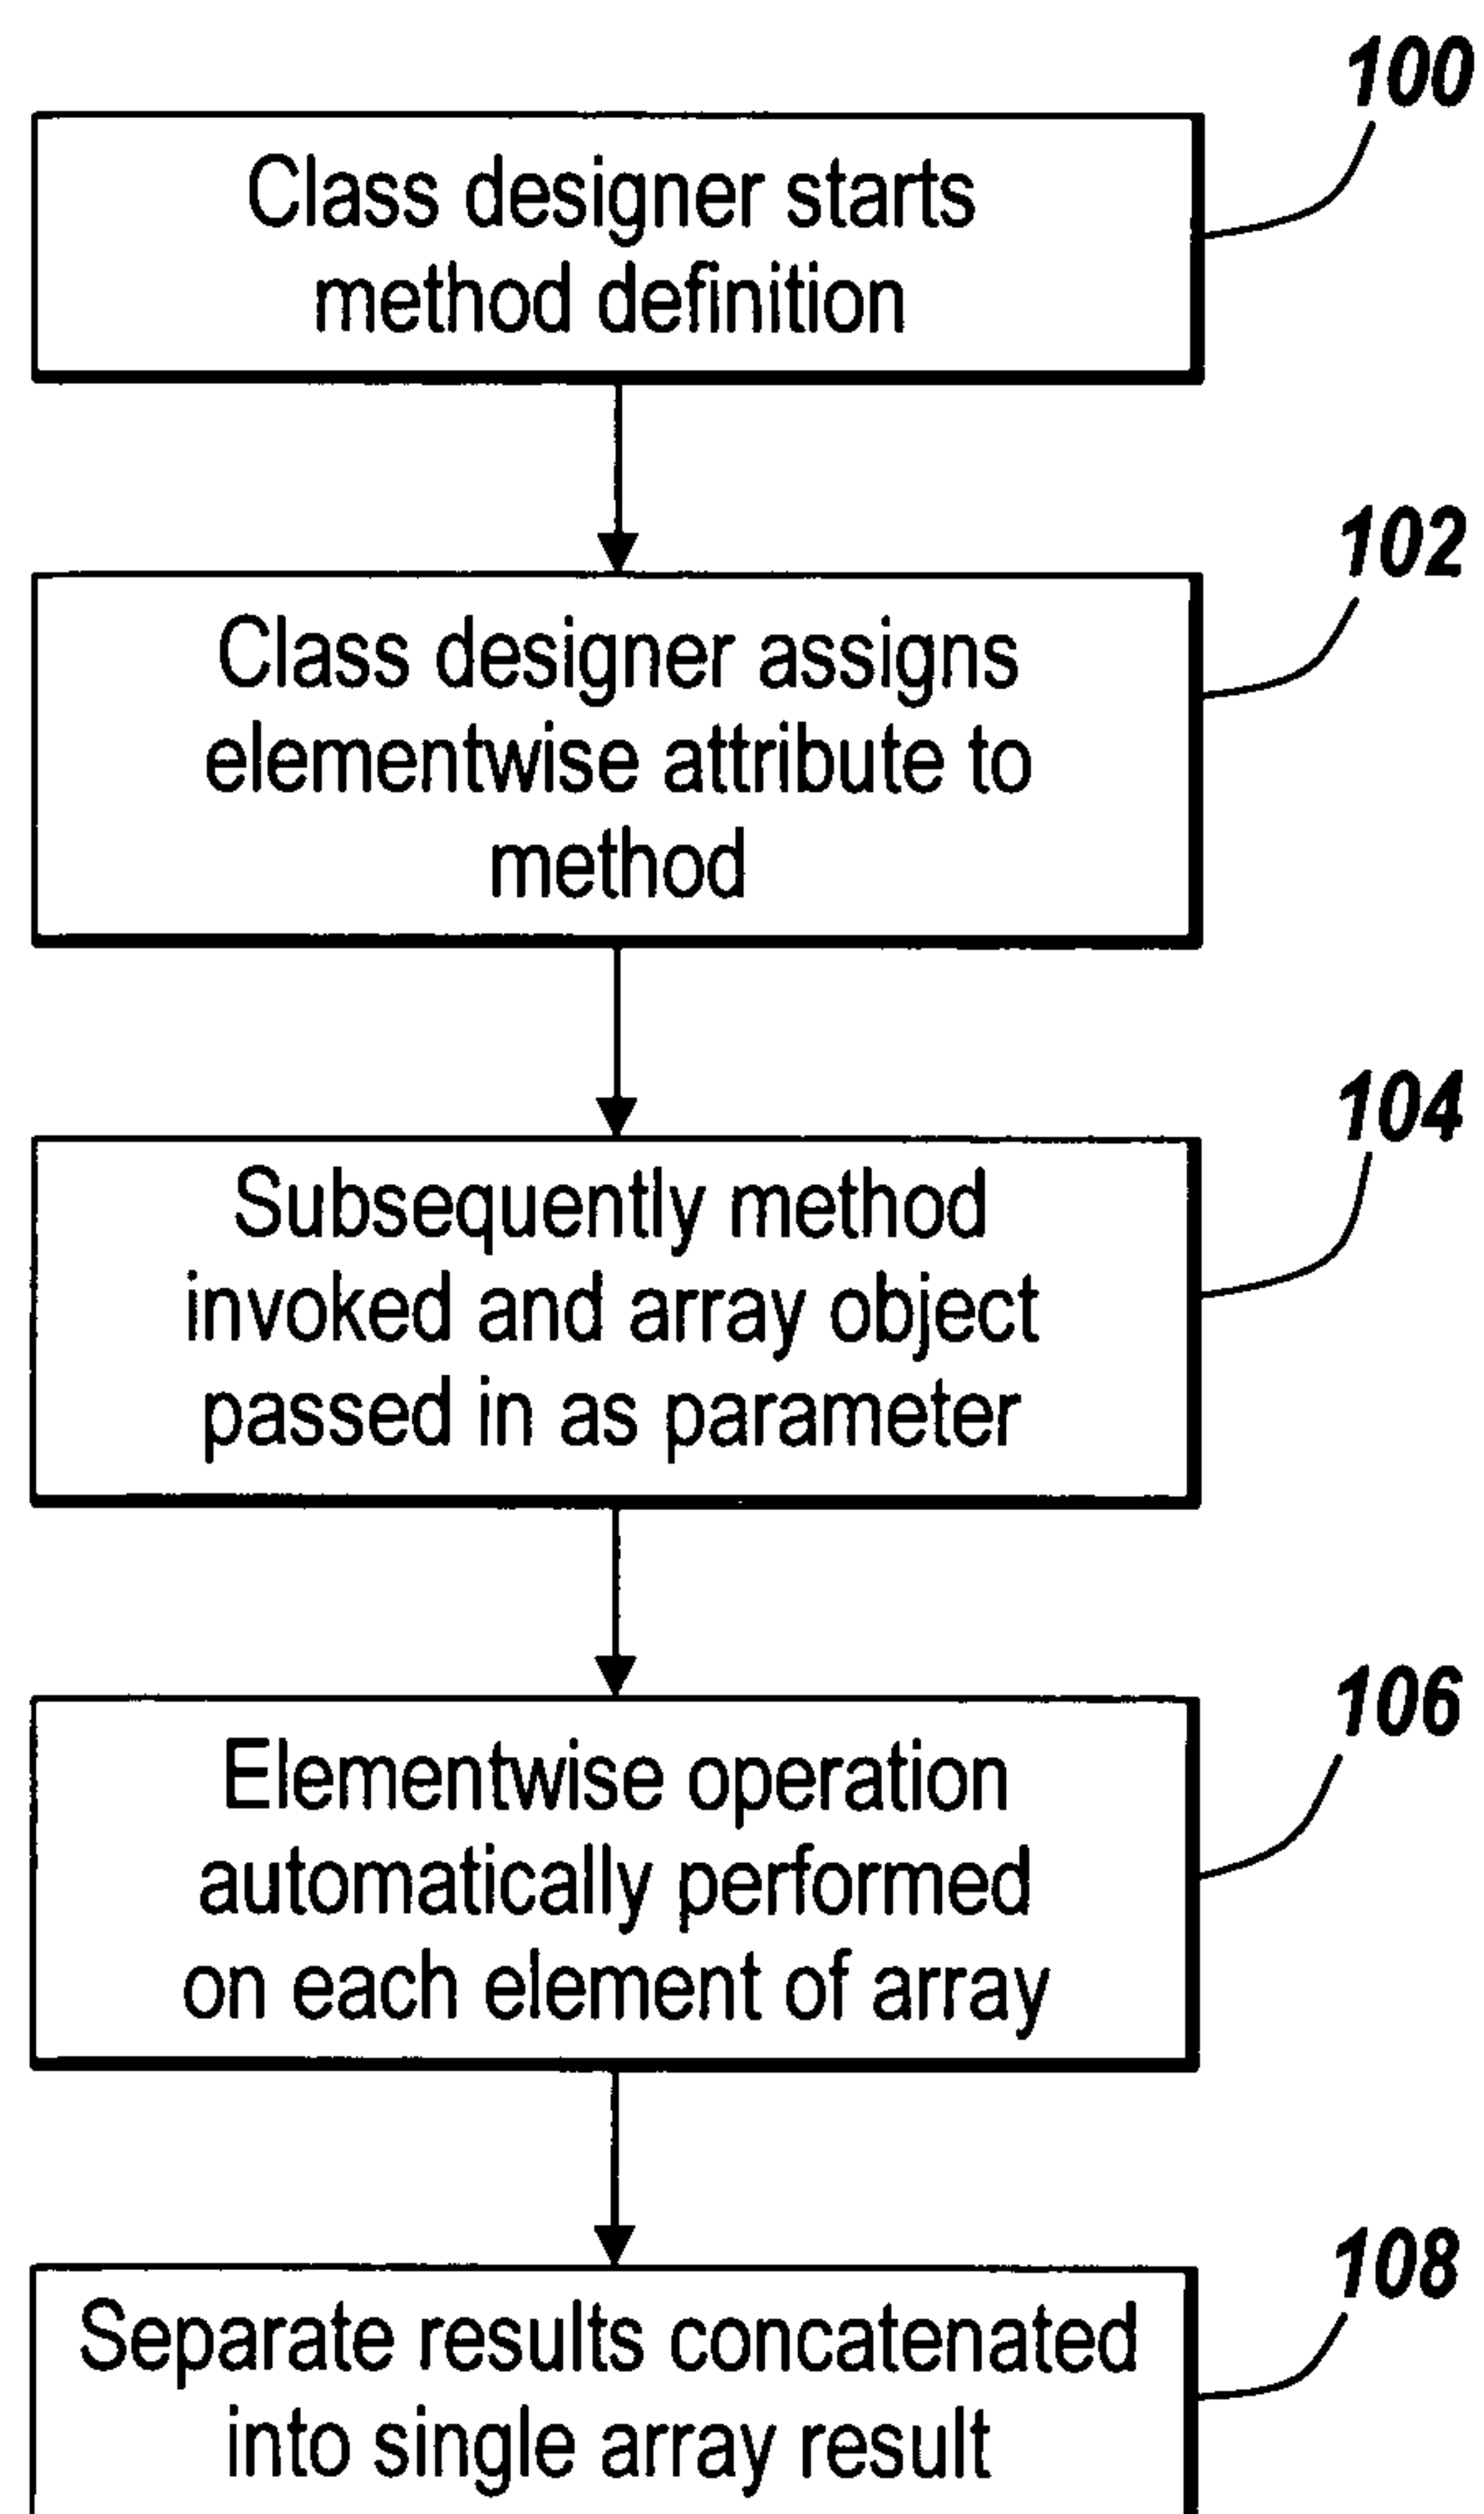 100
Class designer starts
method definition
102
Class designer assigns
elementwise attribute to
method
104
Subsequently method
invoked and array object
passed in as parameter
106
Elementwise operation
automatically performed
on each element of array
108
Separate results concatenated
into single array result